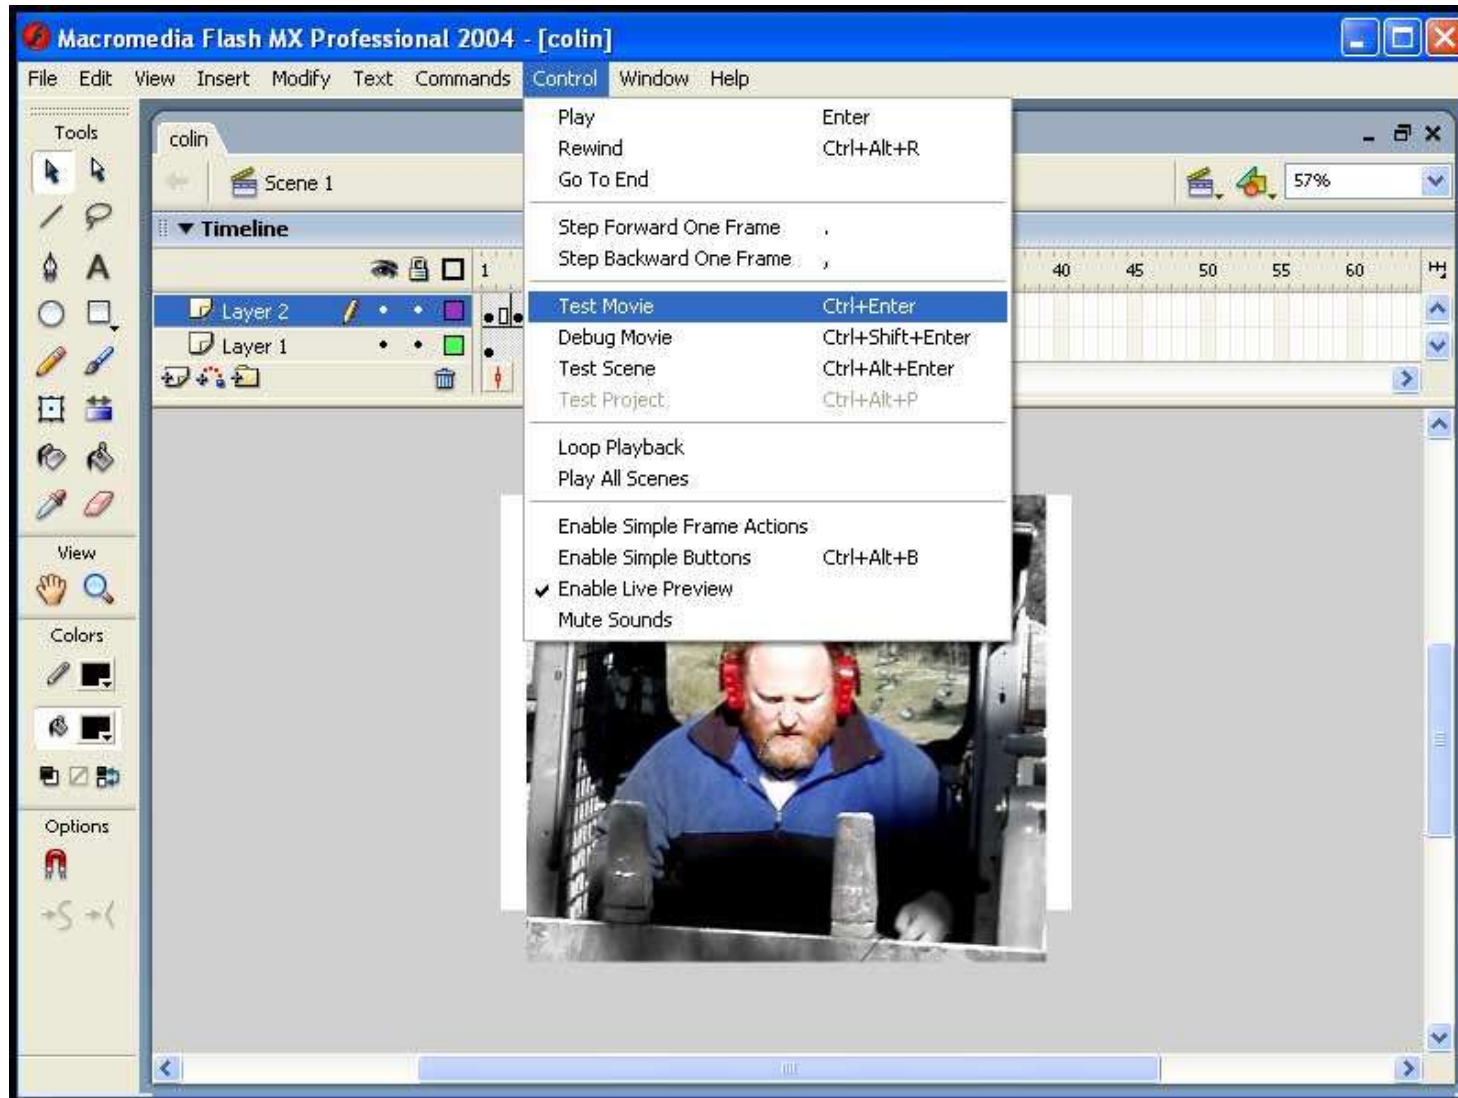 Macromedia Flash MX Professional 2004 - [colin]
File Edit View Insert Modify Text Commands Control Window Help
Tools
colin
Scene 1
57%
Timeline
1 40 45 50 55 60
Layer 2
Layer 1
Play Enter
Rewind Ctrl+Alt+R
Go To End
Step Forward One Frame .
Step Backward One Frame ,
Test Movie Ctrl+Enter
Debug Movie Ctrl+Shift+Enter
Test Scene Ctrl+Alt+Enter
Test Project Ctrl+Alt+P
Loop Playback
Play All Scenes
Enable Simple Frame Actions
Enable Simple Buttons Ctrl+Alt+B
Enable Live Preview
Mute Sounds
View
Colors
Options